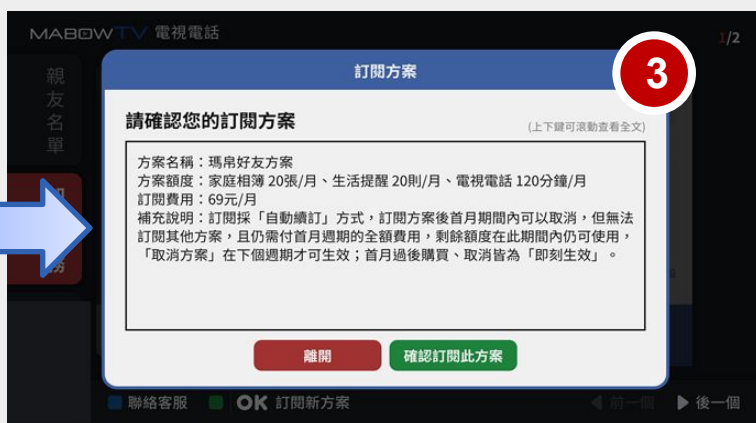 MABOWTV 電視電話
1/2
親友名單
訂閱方案
3
請確認您的訂閱方案
(上下鍵可滾動查看全文)
方案名稱：瑪帛好友方案
方案額度：家庭相簿 20張/月、生活提醒 20則/月、電視電話 120分鐘/月
訂閱費用：69元/月
補充說明：訂閱採「自動續訂」方式，訂閱方案後首月期間內可以取消，但無法
訂閱其他方案，且仍需付首月週期的全額費用，剩餘額度在此期間內仍可使用，
「取消方案」在下個週期才可生效；首月過後購買、取消皆為「即刻生效」。
離開
確認訂閱此方案
聯絡客服
OK 訂閱新方案
前一個
後一個